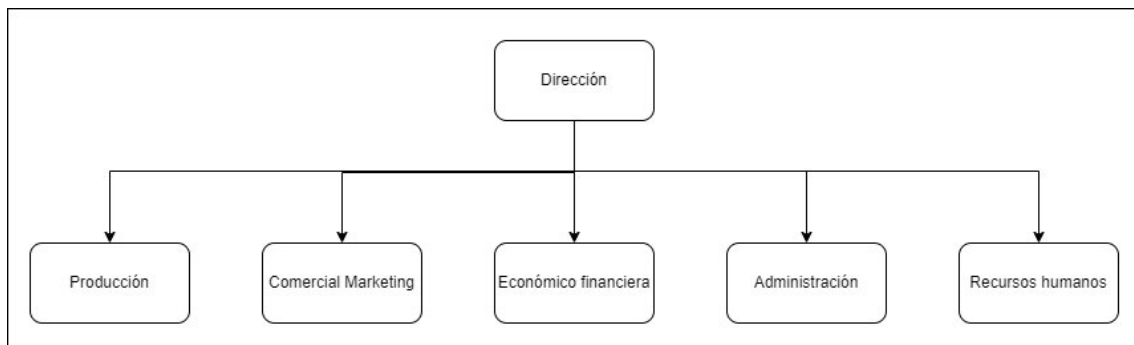 Dirección
Producción
Comercial Marketing
Económico financiera
Administración
Recursos humanos